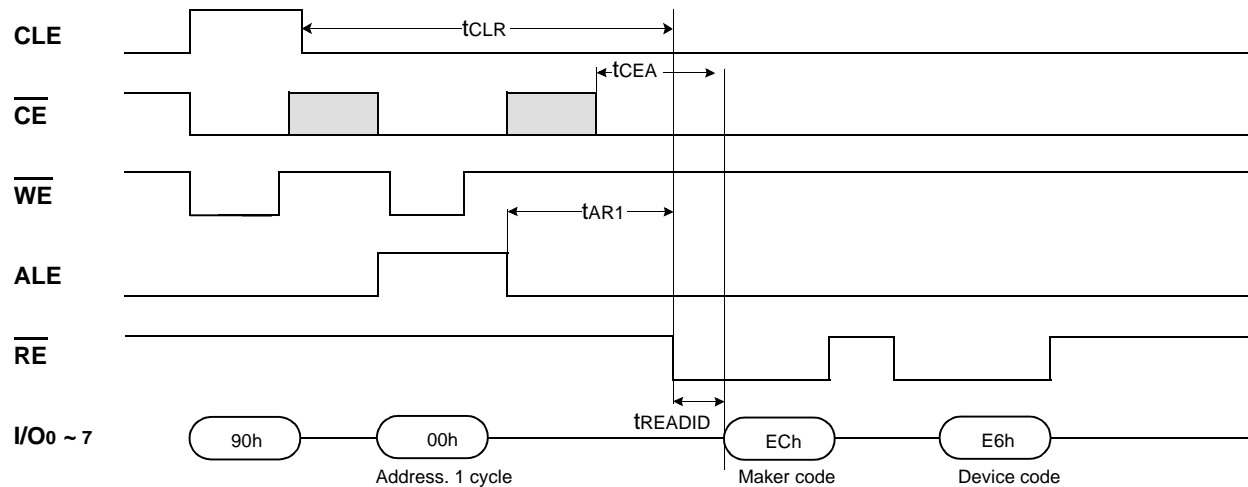 CLE
tCLR
tCEA
CE
WE
tAR1
ALE
RE
tREADID
I/O0 ~ 7
90h
00h
ECh
E6h
Address. 1 cycle
Maker code
Device code